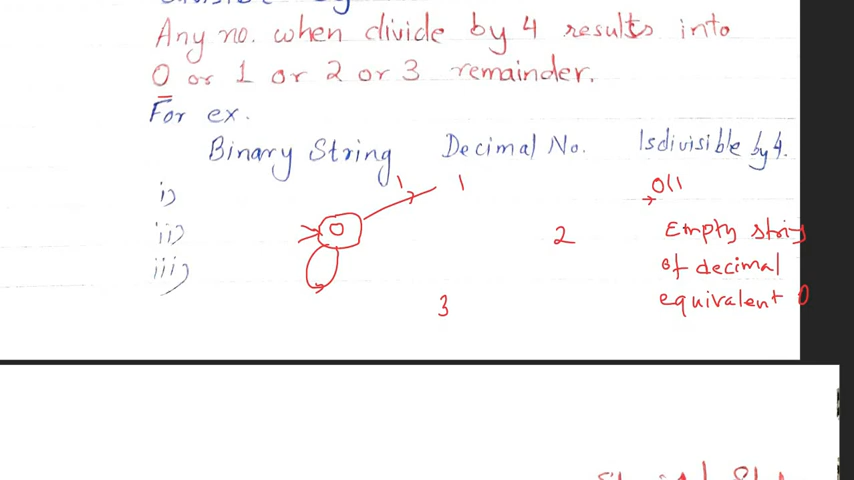 Any no. when divide by 4 results into
0 or 1 or 2 or 3 remainder.
For ex.
Binary String Decimal No. Isdivisible by 4.
i) 1 1 011
ii) 0 2 Empty string
iii) of decimal
3 equivalent 0